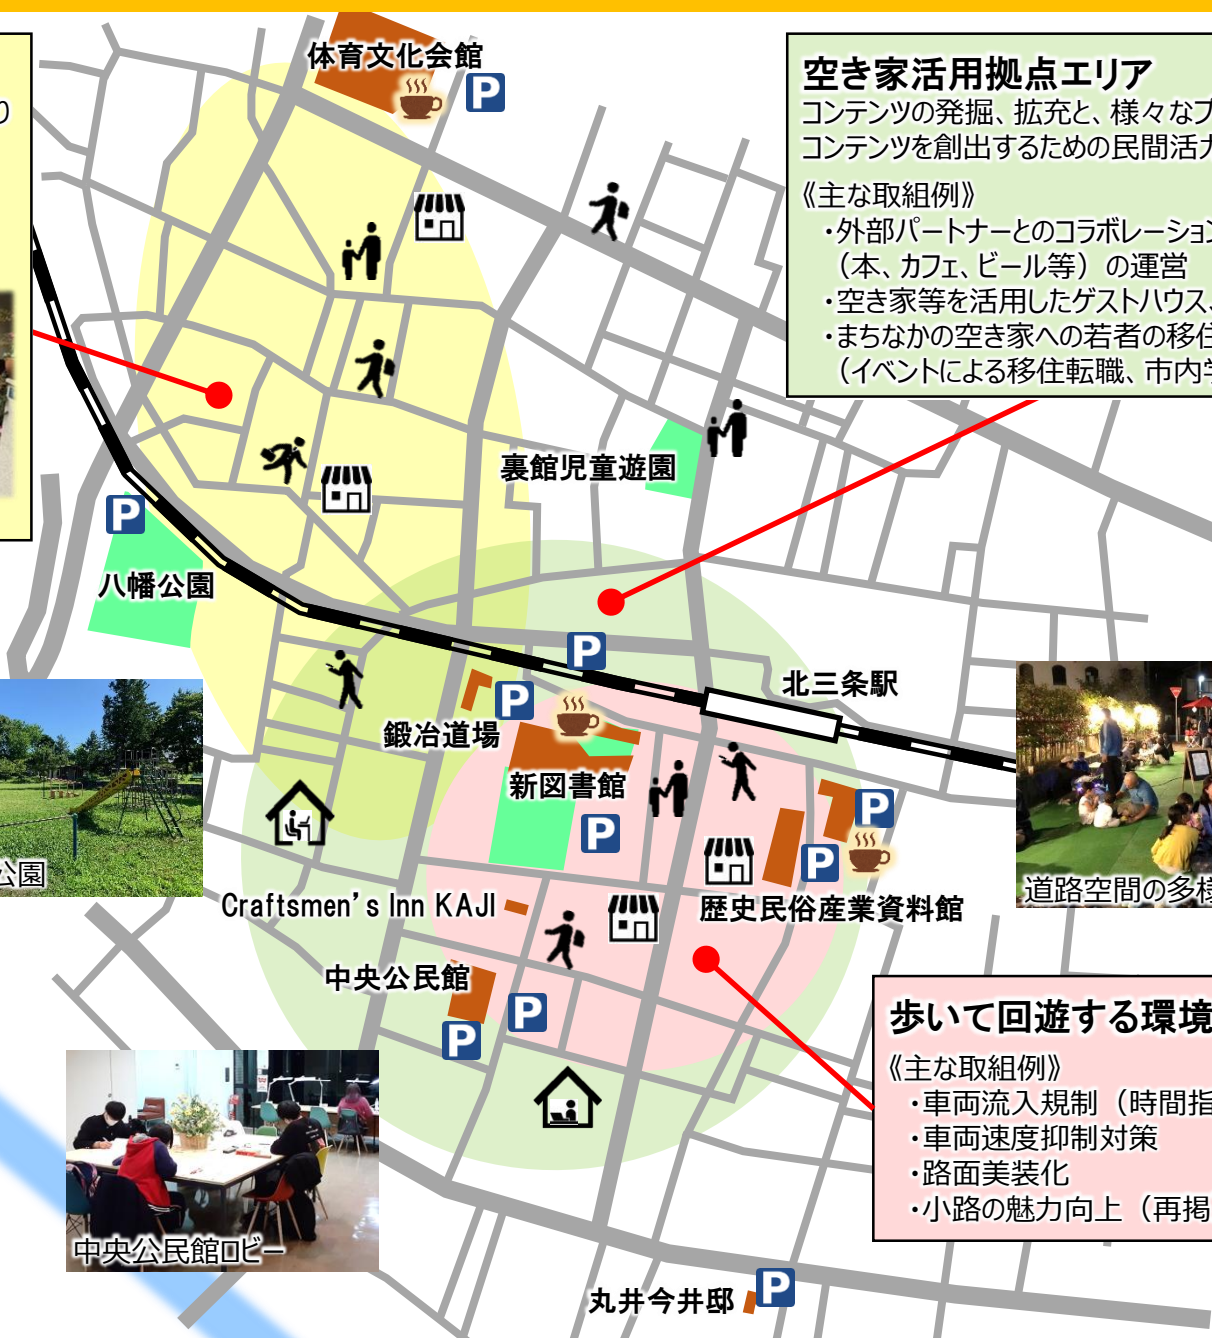 体育文化会館
P
り
空き家活用拠点エリア
コンテンツの発掘、拡充と、様々なプ
コンテンツを創出するための民間活力
《主な取組例》
・外部パートナーとのコラボレーション
（本、カフェ、ビール等）の運営
・空き家等を活用したゲストハウス、
・まちなかの空き家への若者の移住
（イベントによる移住転職、市内学
裏館児童遊園
P
八幡公園
P
北三条駅
P
鍛冶道場
新図書館
P
P
P
公園
道路空間の多様
Craftsmen's Inn KAJI
歴史民俗産業資料館
中央公民館
P
P
歩いて回遊する環境
《主な取組例》
・車両流入規制（時間指
・車両速度抑制対策
・路面美装化
・小路の魅力向上（再掲
中央公民館ロビー
丸井今井邸
P